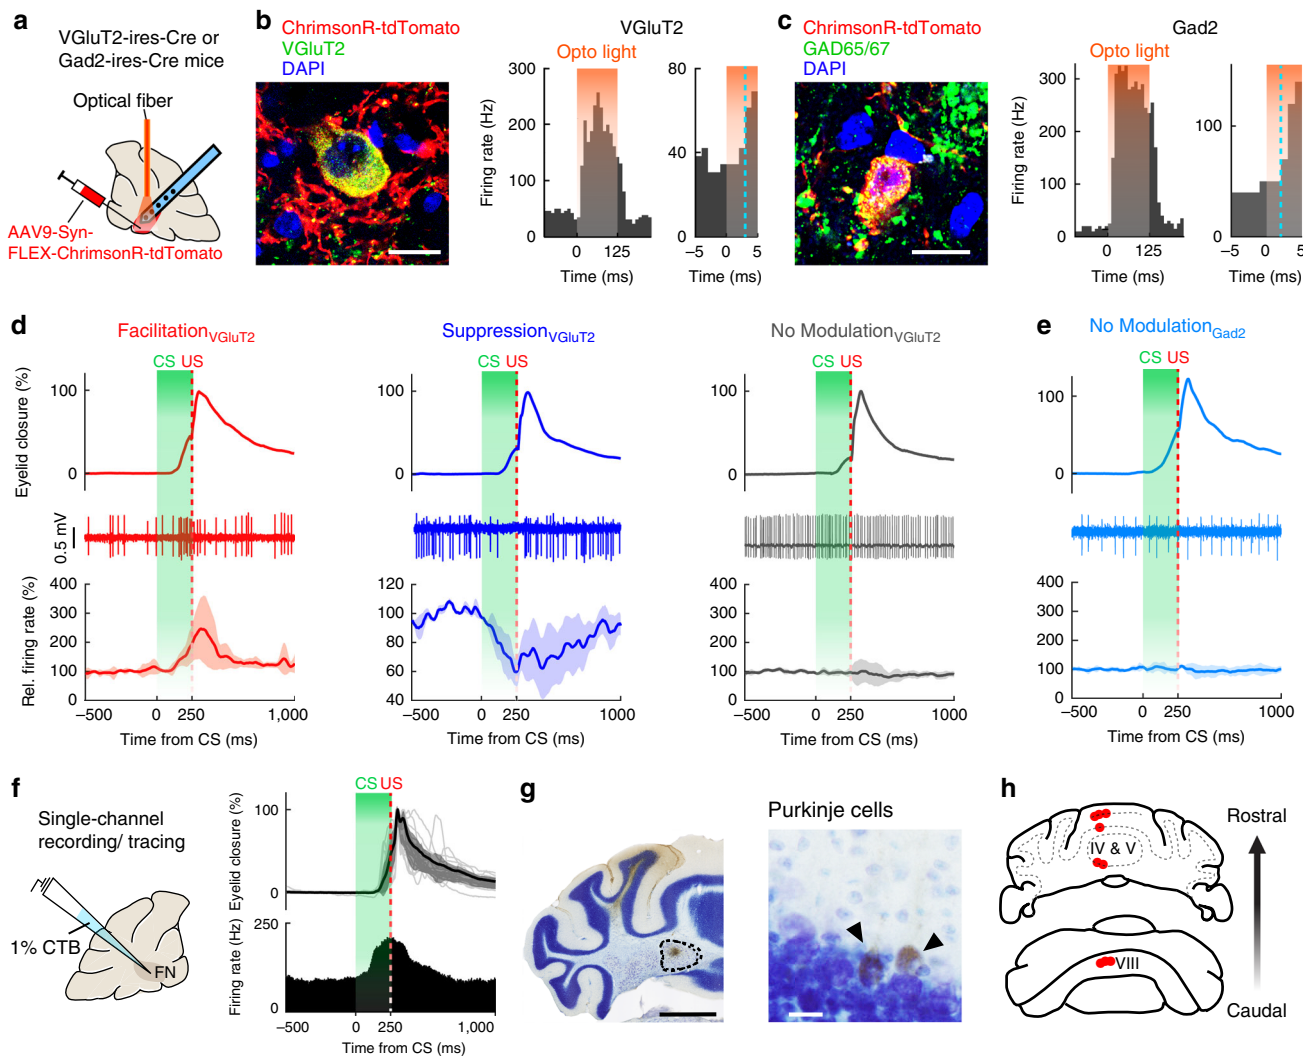 a
VGluT2-ires-Cre or
Gad2-ires-Cre mice
Optical fiber
AAV9-Syn-
FLEX-ChrimsonR-tdTomato
b
ChrimsonR-tdTomato
VGluT2
DAPI
VGluT2
Opto light
Firing rate (Hz)
300
200
100
0
0 125
Time (ms)
80
40
0
−5 0 5
Time (ms)
c
ChrimsonR-tdTomato
GAD65/67
DAPI
Gad2
Opto light
Firing rate (Hz)
300
200
100
0
0 125
Time (ms)
100
0
−5 0 5
Time (ms)
d
Facilitation VGluT2
CS US
Eyelid closure (%)
100
0
0.5 mV
Rel. firing rate (%)
400
300
200
100
0
−500 0 250 1,000
Time from CS (ms)
Suppression VGluT2
CS US
100
0
120
100
80
60
40
−500 0 250 1000
Time from CS (ms)
No Modulation VGluT2
CS US
100
0
400
300
200
100
0
−500 0 250 1000
Time from CS (ms)
e
No Modulation Gad2
CS US
100
0
400
300
200
100
0
−500 0 250 1000
Time from CS (ms)
f
Single-channel
recording/ tracing
1% CTB
FN
CS US
Eyelid closure (%)
100
0
Firing rate (Hz)
250
0
−500 0 250 1,000
Time from CS (ms)
g
Purkinje cells
h
IV & V
VIII
Rostral
Caudal